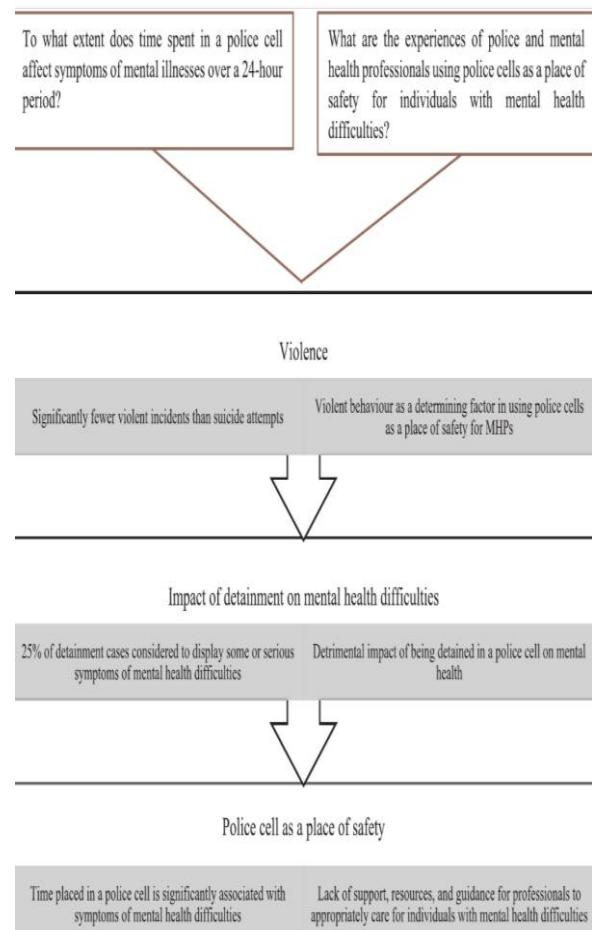 To what extent does time spent in a police cell
affect symptoms of mental illnesses over a 24-hour
period?
What are the experiences of police and mental
health professionals using police cells as a place of
safety for individuals with mental health
difficulties?
Violence
Significantly fewer violent incidents than suicide attempts
Violent behaviour as a determining factor in using police cells
as a place of safety for MHPs
Impact of detainment on mental health difficulties
25% of detainment cases considered to display some or serious
symptoms of mental health difficulties
Detrimental impact of being detained in a police cell on mental
health
Police cell as a place of safety
Time placed in a police cell is significantly associated with
symptoms of mental health difficulties
Lack of support, resources, and guidance for professionals to
appropriately care for individuals with mental health difficulties